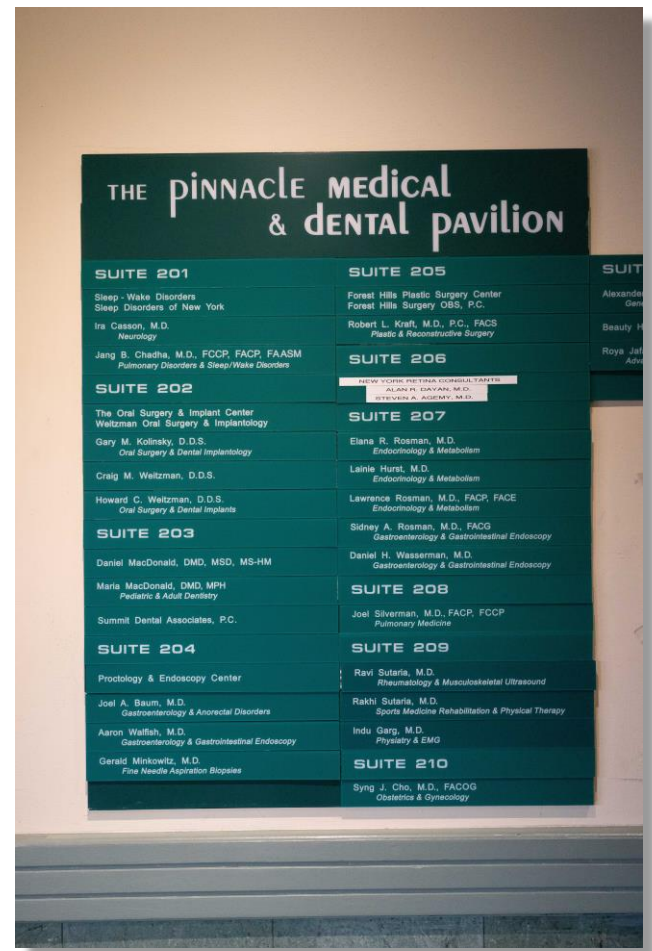 THE PINNACLE MEDICAL
& DENTAL PAVILION
SUITE 201
Sleep - Wake Disorders
Sleep Disorders of New York
Ira Casson, M.D.
Neurology
Jang B. Chadha, M.D., FCCP, FACP, FAASM
Pulmonary Disorders & Sleep/Wake Disorders
SUITE 202
The Oral Surgery & Implant Center
Weitzman Oral Surgery & Implantology
Gary M. Kolinsky, D.D.S.
Oral Surgery & Dental Implantology
Craig M. Weitzman, D.D.S.
Howard C. Weitzman, D.D.S.
Oral Surgery & Dental Implants
SUITE 203
Daniel MacDonald, DMD, MSD, MS-HM
Maria MacDonald, DMD, MPH
Pediatric & Adult Dentistry
Summit Dental Associates, P.C.
SUITE 204
Proctology & Endoscopy Center
Joel A. Baum, M.D.
Gastroenterology & Anorectal Disorders
Aaron Walfish, M.D.
Gastroenterology & Gastrointestinal Endoscopy
Gerald Minkowitz, M.D.
Fine Needle Aspiration Biopsies
SUITE 205
Forest Hills Plastic Surgery Center
Forest Hills Surgery OBS, P.C.
Robert L. Kraft, M.D., P.C., FACS
Plastic & Reconstructive Surgery
SUITE 206
NEW YORK RETINA CONSULTANTS
ALAN R. DAYAN, M.D.
STEVEN A. AGEMY, M.D.
SUITE 207
Elana R. Rosman, M.D.
Endocrinology & Metabolism
Lainie Hurst, M.D.
Endocrinology & Metabolism
Lawrence Rosman, M.D., FACP, FACE
Endocrinology & Metabolism
Sidney A. Rosman, M.D., FACG
Gastroenterology & Gastrointestinal Endoscopy
Daniel H. Wasserman, M.D.
Gastroenterology & Gastrointestinal Endoscopy
SUITE 208
Joel Silverman, M.D., FACP, FCCP
Pulmonary Medicine
SUITE 209
Ravi Sutaria, M.D.
Rheumatology & Musculoskeletal Ultrasound
Rakhi Sutaria, M.D.
Sports Medicine Rehabilitation & Physical Therapy
Indu Garg, M.D.
Physiatry & EMG
SUITE 210
Syng J. Cho, M.D., FACOG
Obstetrics & Gynecology
SUIT
Alexande
Gene
Beauty H
Roya Jafa
Adva